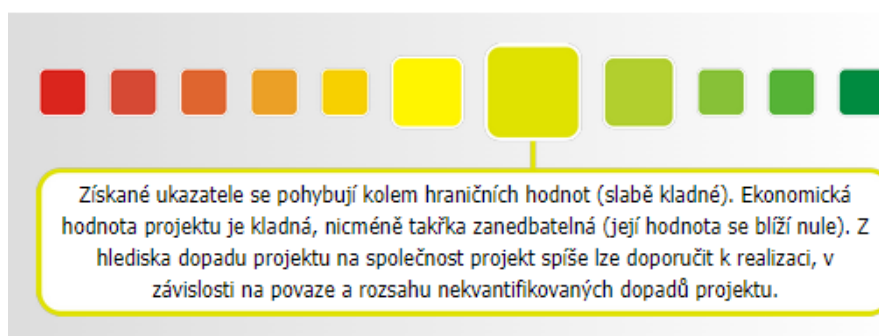 Získané ukazatele se pohybují kolem hraničních hodnot (slabě kladné). Ekonomická
hodnota projektu je kladná, nicméně takřka zanedbatelná (její hodnota se blíží nule). Z
hlediska dopadu projektu na společnost projekt spíše lze doporučit k realizaci, v
závislosti na povaze a rozsahu nekvantifikovaných dopadů projektu.